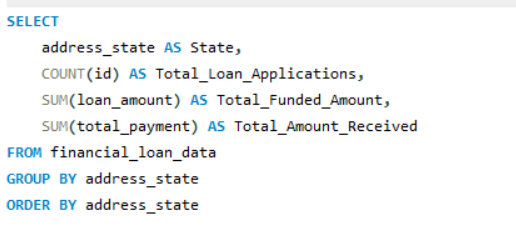 SELECT
    address_state AS State,
    COUNT(id) AS Total_Loan_Applications,
    SUM(loan_amount) AS Total_Funded_Amount,
    SUM(total_payment) AS Total_Amount_Received
FROM financial_loan_data
GROUP BY address_state
ORDER BY address_state